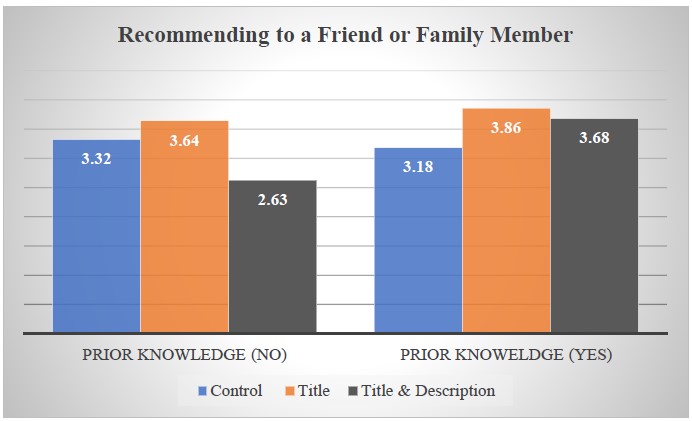 Recommending to a Friend or Family Member
3.32
3.64
2.63
3.18
3.86
3.68
PRIOR KNOWLEDGE (NO)
PRIOR KNOWELDGE (YES)
Control
Title
Title & Description